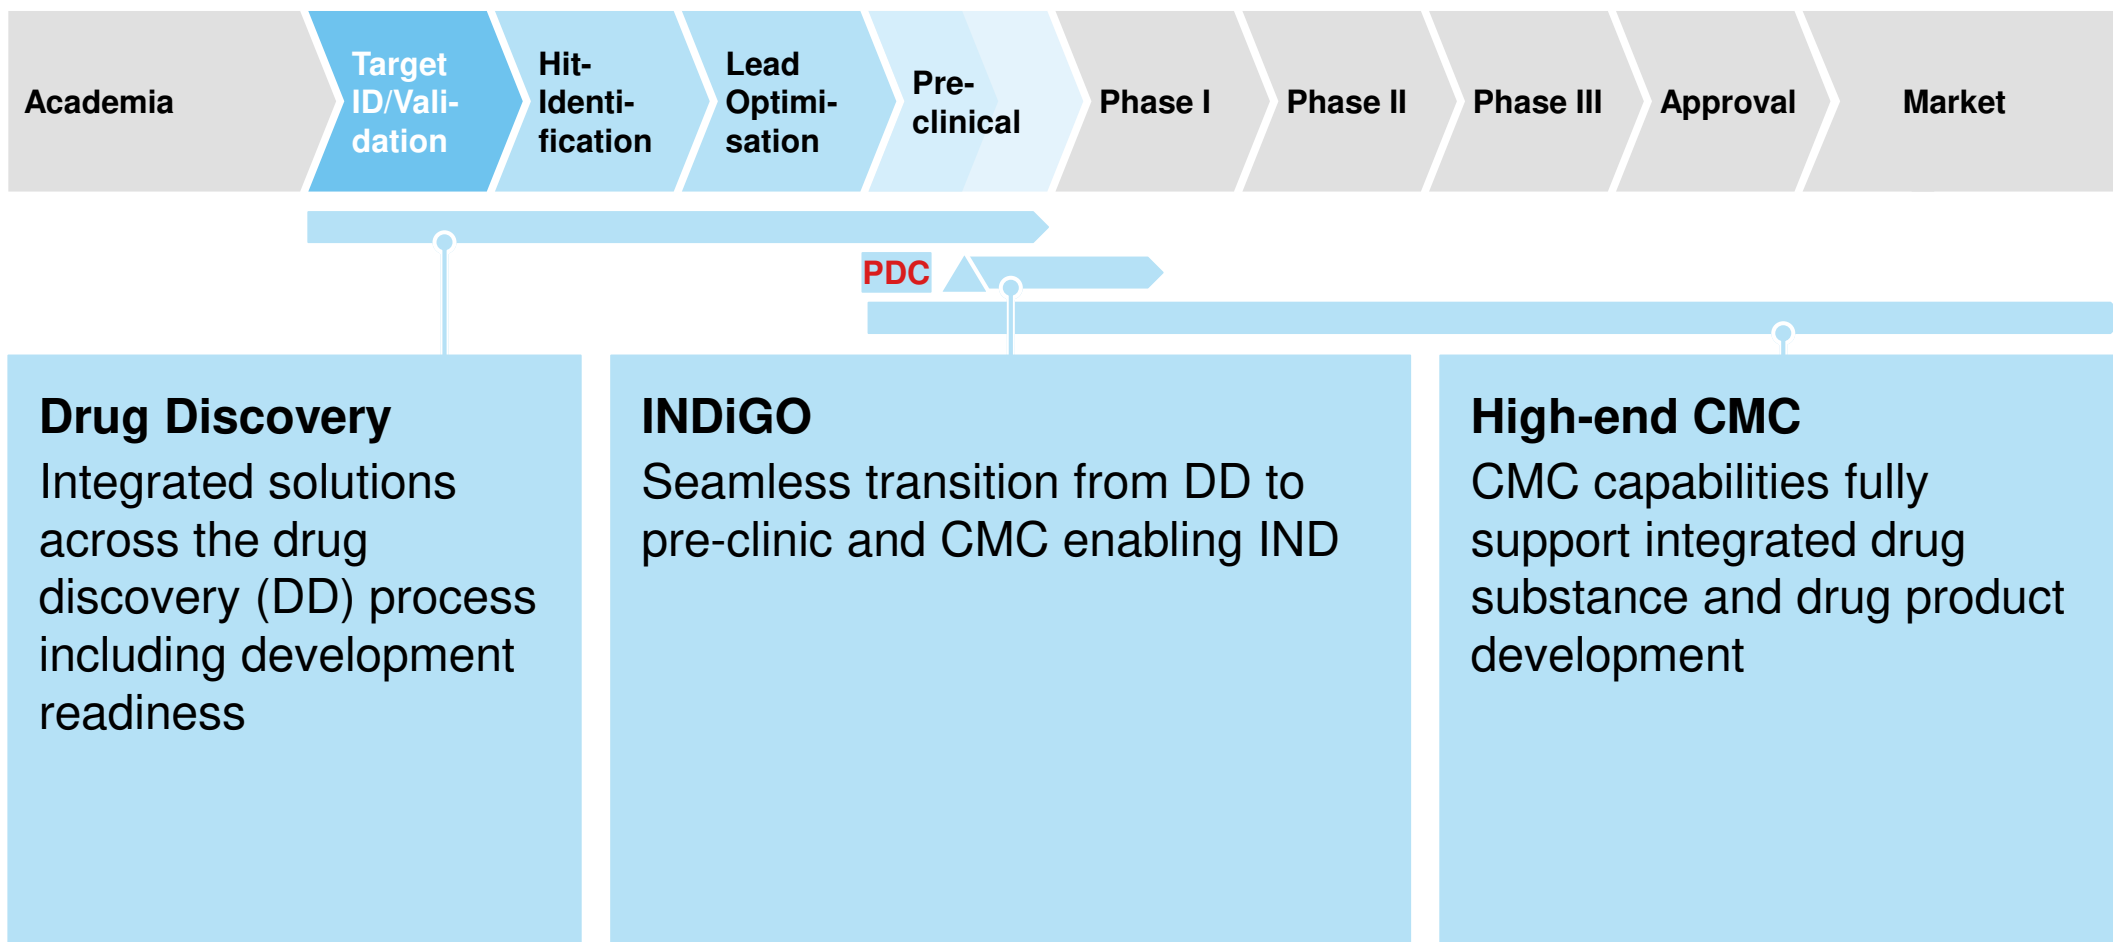 Academia
Target
ID/Vali-
dation
Hit-
Identi-
fication
Lead
Optimi-
sation
Pre-
clinical
Phase I
Phase II
Phase III
Approval
Market
PDC
Drug Discovery
Integrated solutions
across the drug
discovery (DD) process
including development
readiness
INDiGO
Seamless transition from DD to
pre-clinic and CMC enabling IND
High-end CMC
CMC capabilities fully
support integrated drug
substance and drug product
development